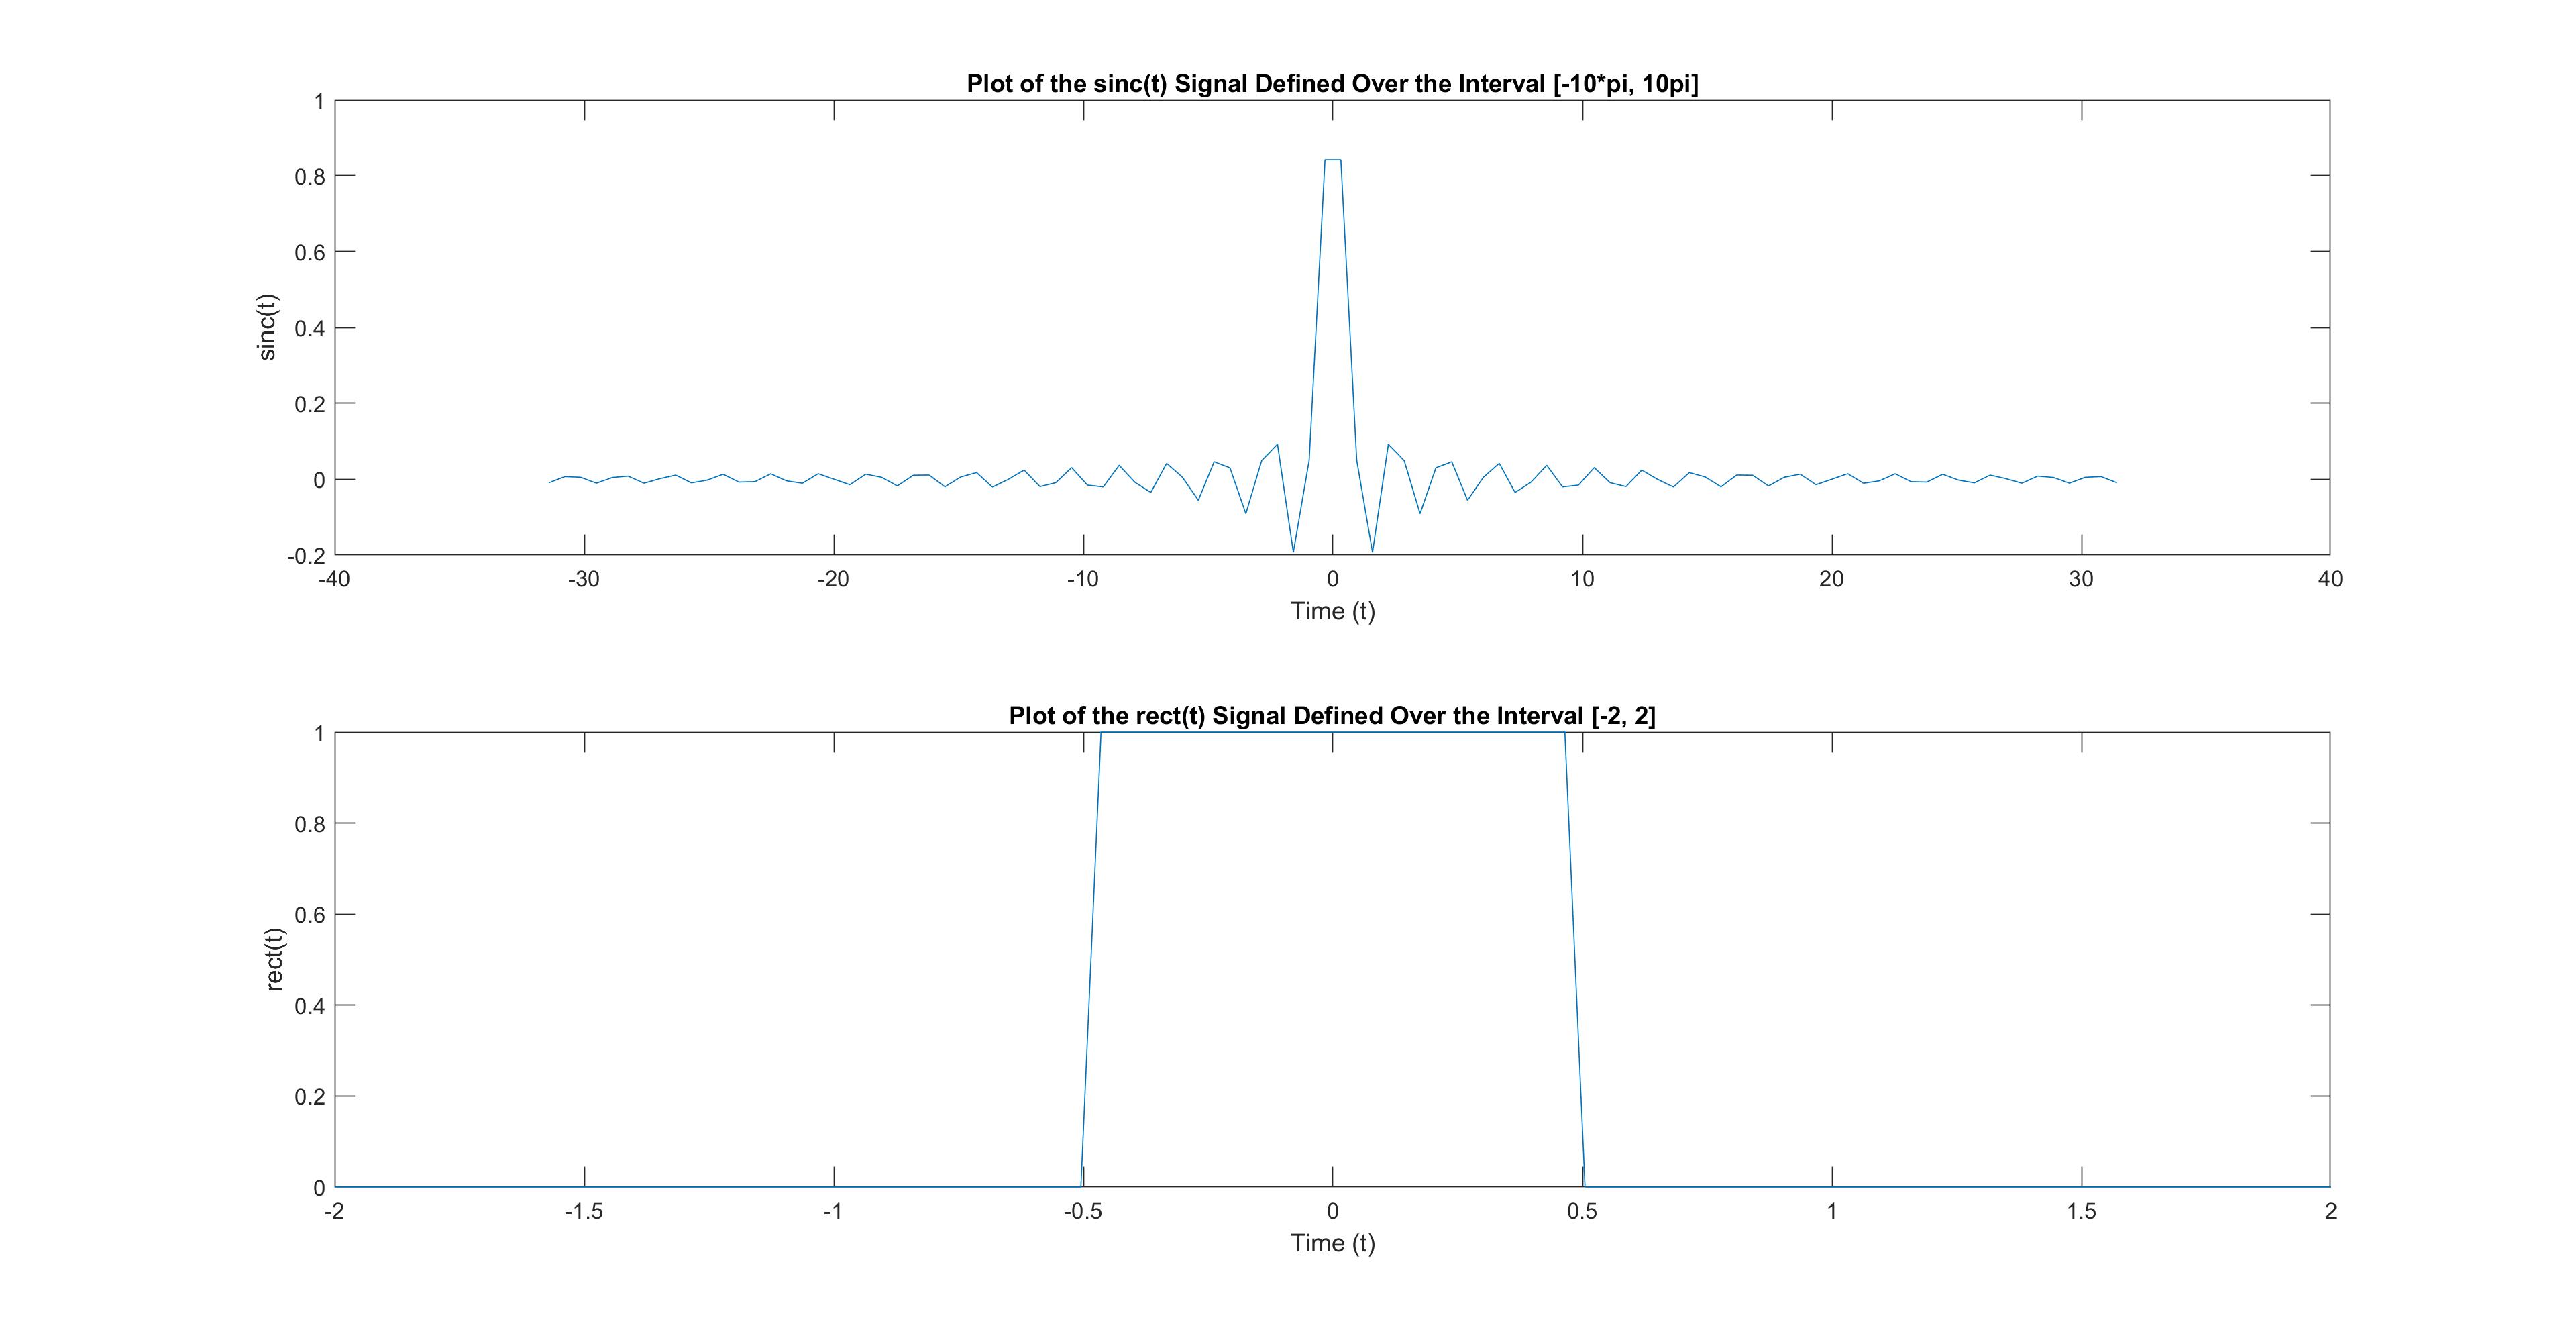 Plot of the sinc(t) Signal Defined Over the Interval [-10*pi, 10pi]
1
0.8
0.6
0.4
0.2
0
-0.2
sinc(t)
-40 -30 -20 -10 0 10 20 30 40
Time (t)
Plot of the rect(t) Signal Defined Over the Interval [-2, 2]
1
0.8
0.6
0.4
0.2
0
rect(t)
-2 -1.5 -1 -0.5 0 0.5 1 1.5 2
Time (t)